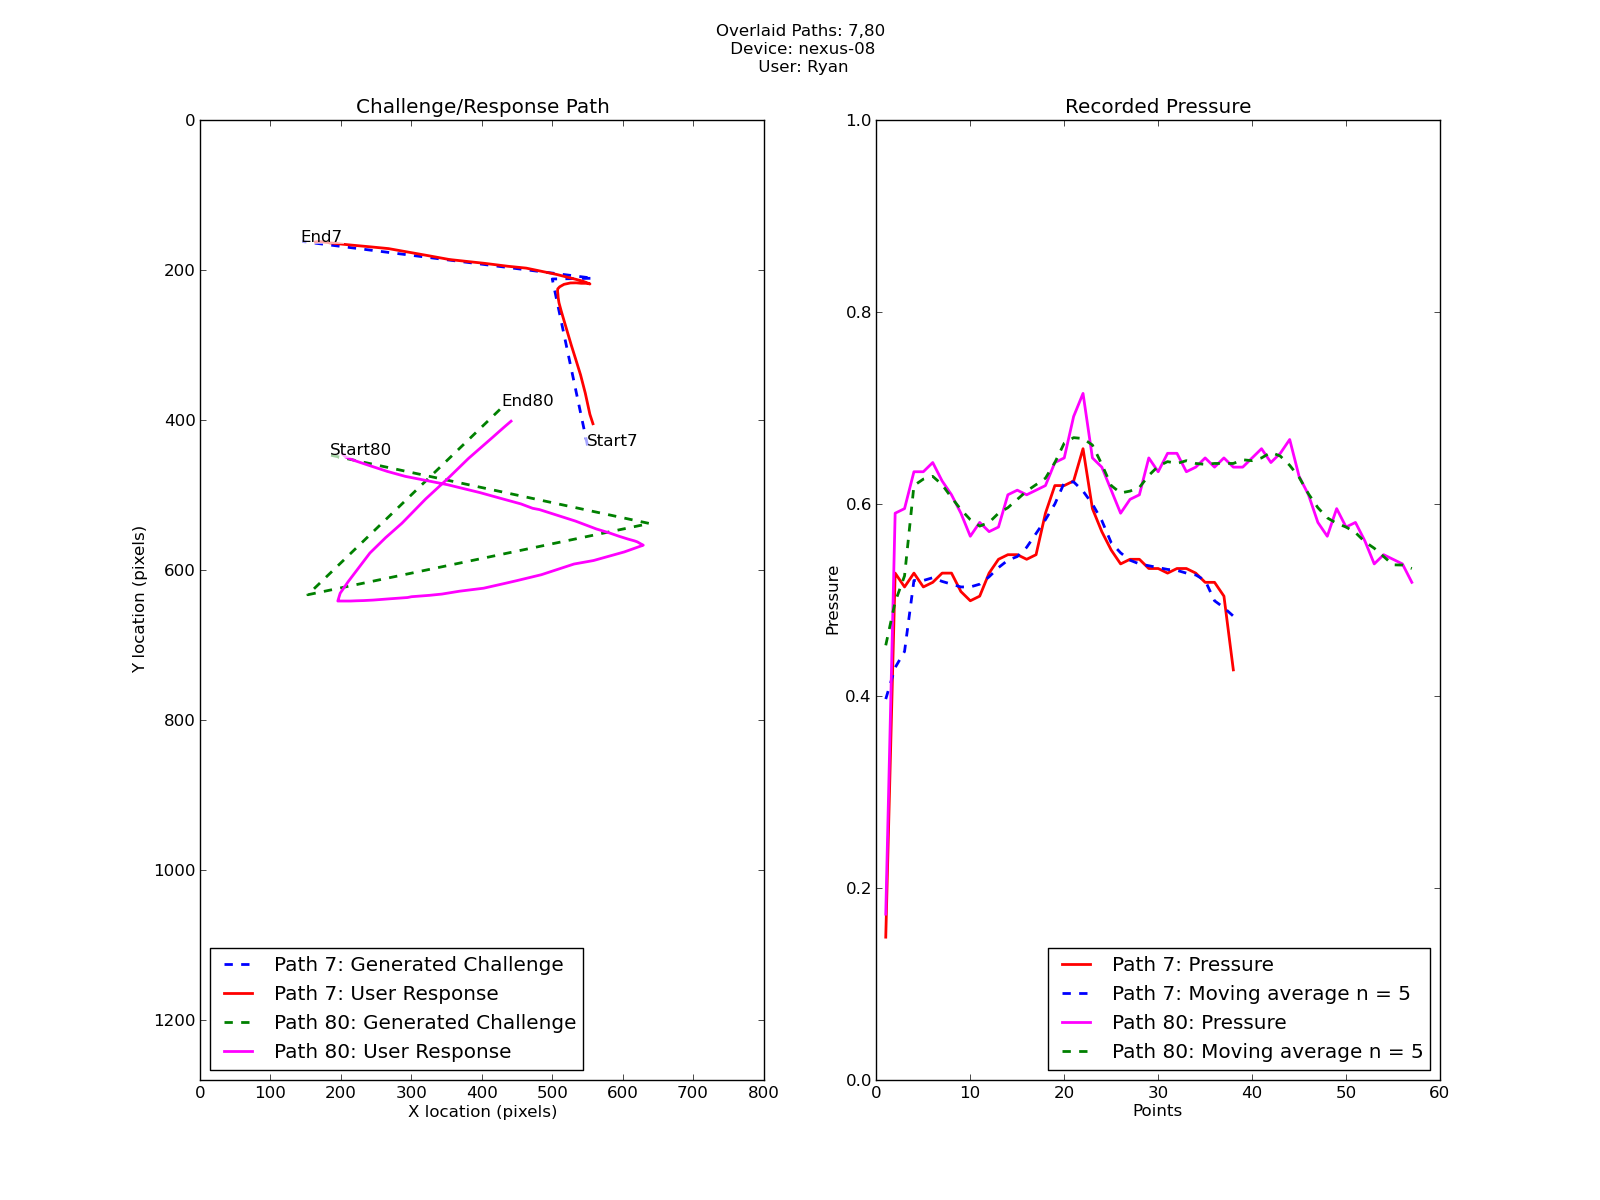 Overlaid Paths: 7,80
Device: nexus-08
User: Ryan
Challenge/Response Path
0
200
400
600
800
1000
1200
Y location (pixels)
End7
End80
Start80
Start7
Path 7: Generated Challenge
Path 7: User Response
Path 80: Generated Challenge
Path 80: User Response
0 100 200 300 400 500 600 700 800
X location (pixels)
Recorded Pressure
1.0
0.8
0.6
0.4
0.2
0.0
Pressure
Path 7: Pressure
Path 7: Moving average n = 5
Path 80: Pressure
Path 80: Moving average n = 5
0 10 20 30 40 50 60
Points